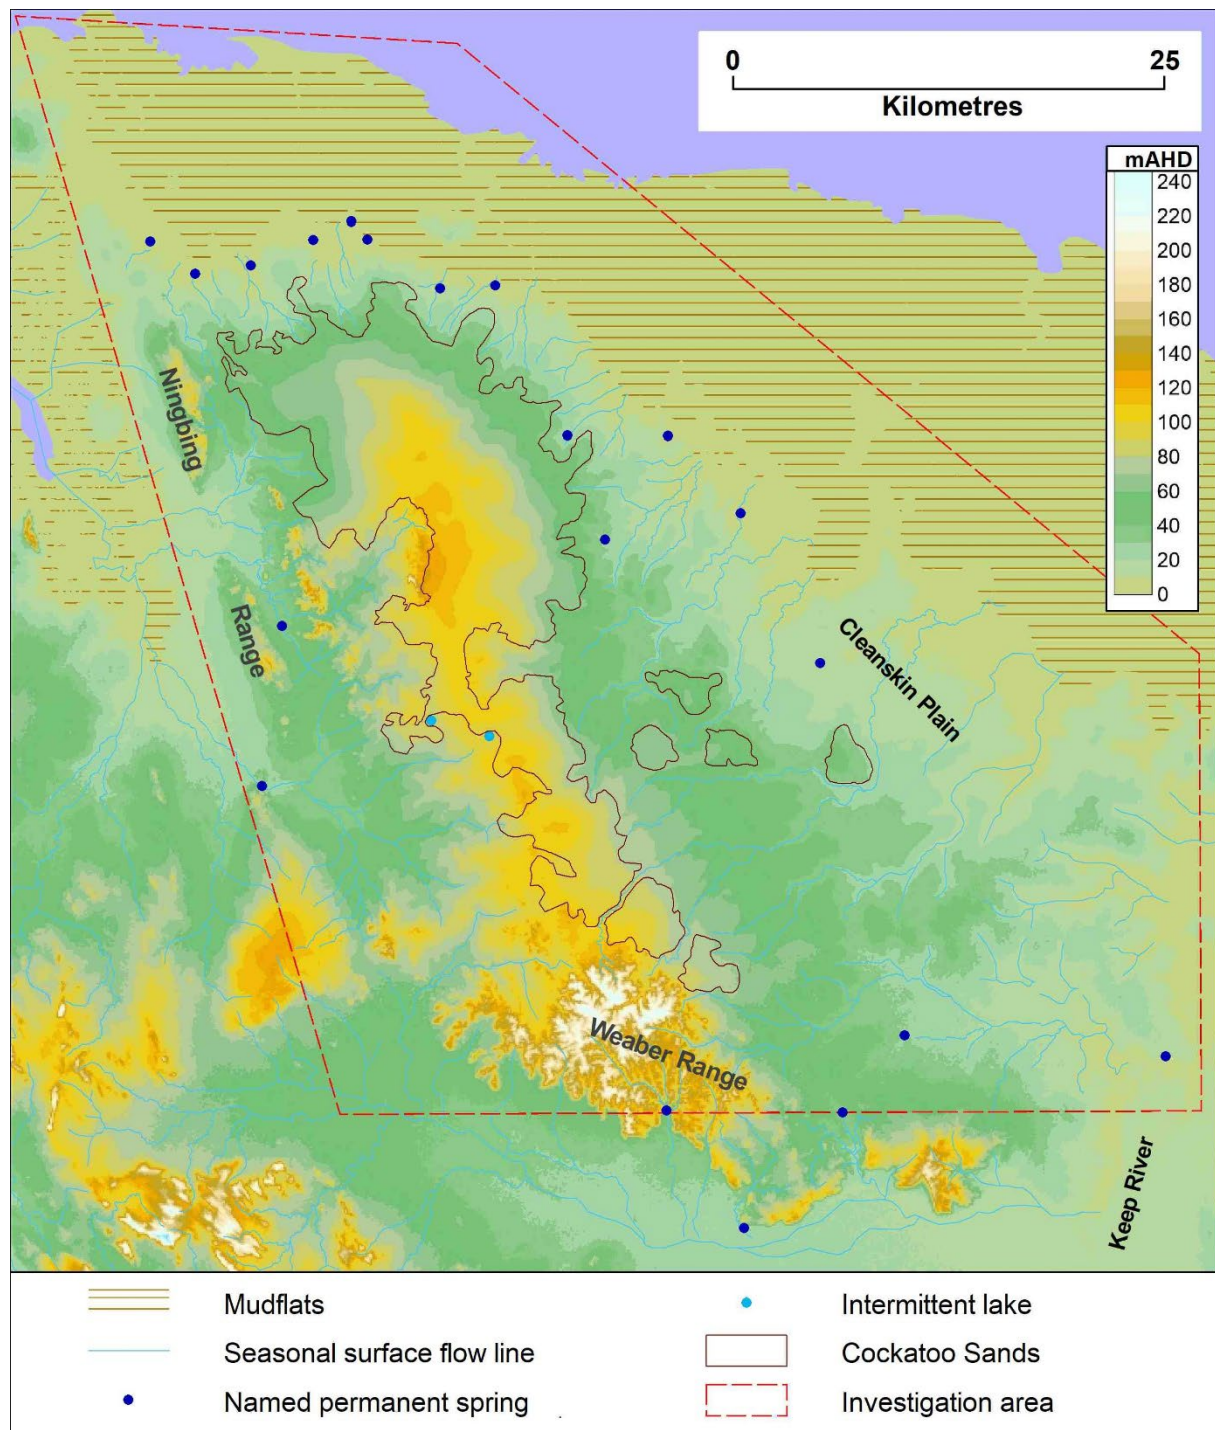 0 25
Kilometres
mAHD
240
220
200
180
160
140
120
100
80
60
40
20
0
Ningbing
Range
Cleanskin Plain
Weaber Range
Keep River
Mudflats
Intermittent lake
Seasonal surface flow line
Cockatoo Sands
Named permanent spring
Investigation area